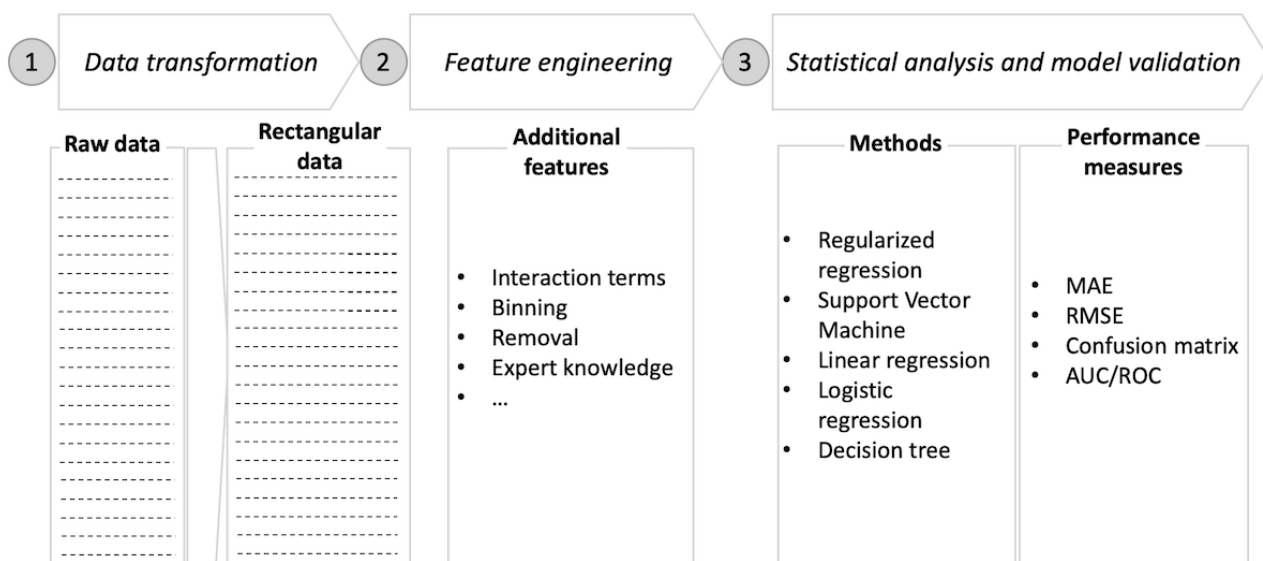 1
Data transformation
2
Feature engineering
3
Statistical analysis and model validation
Raw data
Rectangular
data
Additional
features
• Interaction terms
• Binning
• Removal
• Expert knowledge
• ...
Methods
• Regularized
regression
• Support Vector
Machine
• Linear regression
• Logistic
regression
• Decision tree
Performance
measures
• MAE
• RMSE
• Confusion matrix
• AUC/ROC